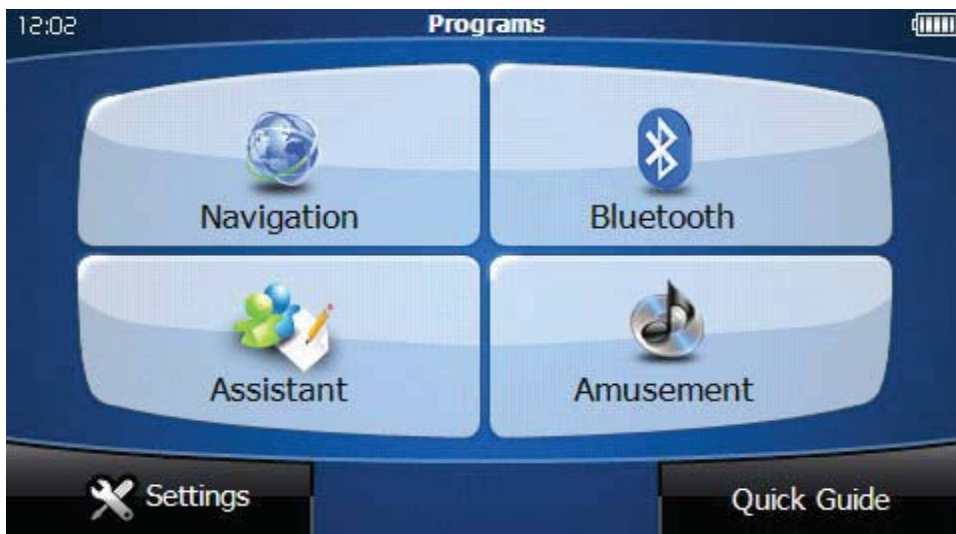 12:02
Programs
Navigation
Bluetooth
Assistant
Amusement
Settings
Quick Guide